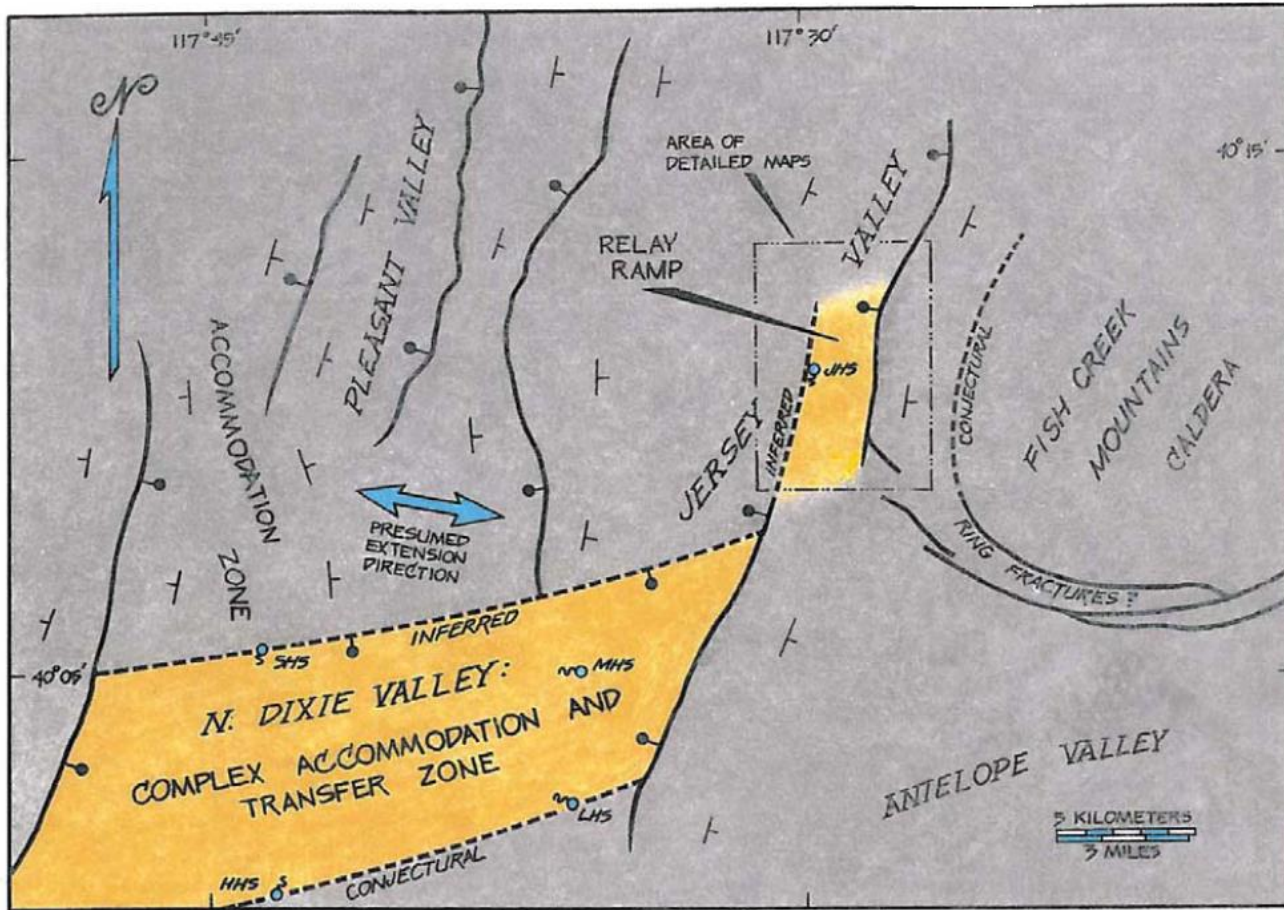 117°45'
117°30'
N
40°15'
AREA OF
DETAILED MAPS
VALLEY
PLEASANT VALLEY
RELAY
RAMP
ACCOMMODATION
ZONE
CONJECTURAL
FISH CREEK
MOUNTAINS
CALDERA
JHS
INFERRED
JERSEY
PRESUMED
EXTENSION
DIRECTION
RING FRACTURES?
INFERRED
SHS
40°05'
MHS
N. DIXIE VALLEY:
COMPLEX ACCOMMODATION AND
TRANSFER ZONE
ANTELOPE VALLEY
LHS
5 KILOMETERS
3 MILES
HHS
CONJECTURAL